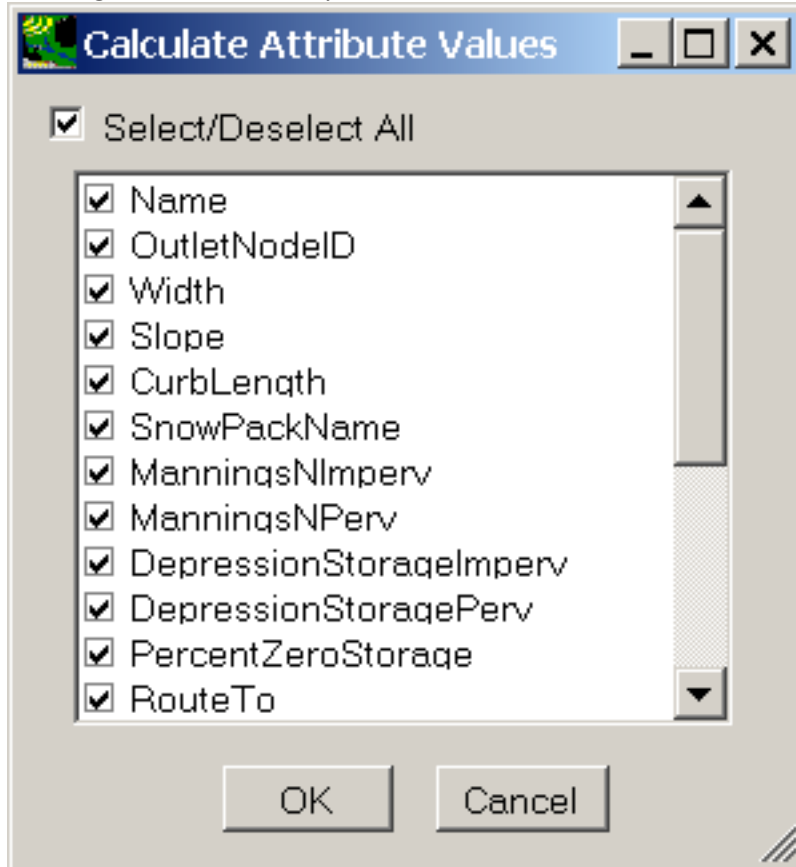 Calculate Attribute Values
Select/Deselect All
Name
OutletNodeID
Width
Slope
CurbLength
SnowPackName
ManningsNImperv
ManningsNPerv
DepressionStorageImperv
DepressionStoragePerv
PercentZeroStorage
RouteTo
OK Cancel